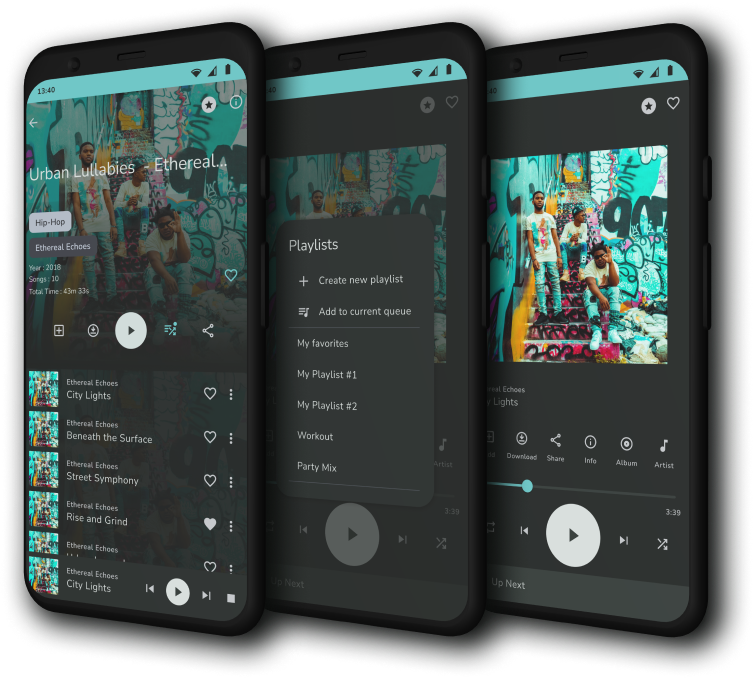 13:40
Urban Lullabies - Ethereal...
Hip-Hop
Ethereal Echoes
Year : 2018
Songs : 10
Total Time : 43m 33s
Ethereal Echoes
City Lights
Ethereal Echoes
Beneath the Surface
Ethereal Echoes
Street Symphony
Ethereal Echoes
Rise and Grind
Ethereal Echoes
Ethereal Echoes
City Lights
:40
Playlists
Create new playlist
Add to current queue
My favorites
My Playlist #1
My Playlist #2
Workout
Party Mix
Artist
3:39
Up Next
:40
Ethereal Echoes
y Lights
Download
Share
Info
Album
Artist
3:39
Up Next